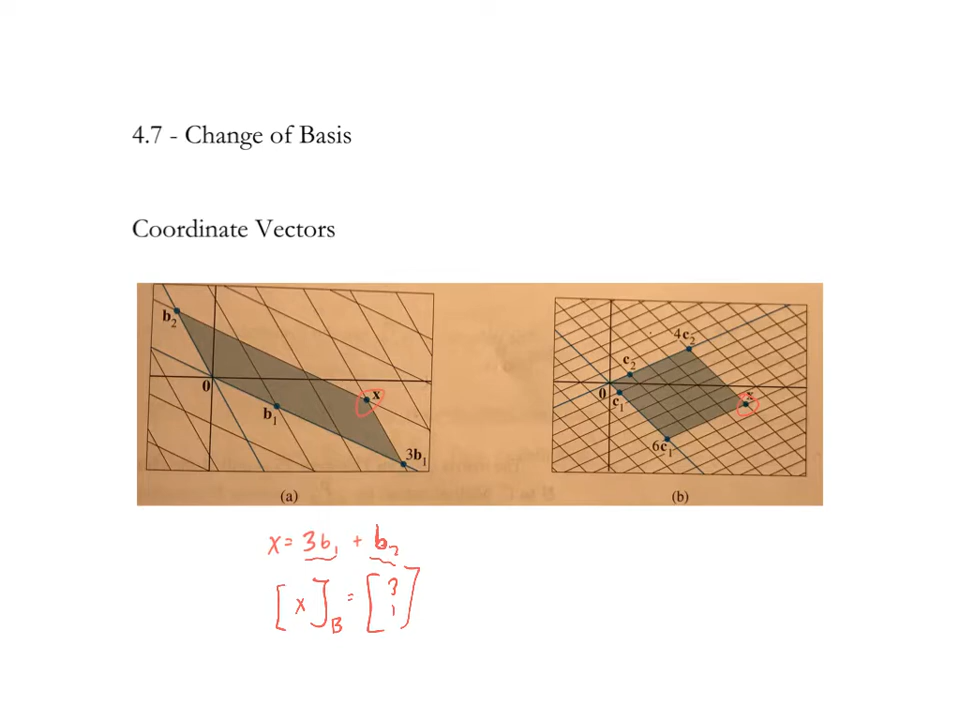 4.7 - Change of Basis
Coordinate Vectors
b₂
0
x
b₁
3b₁
(a)
4c₂
c₂
0
c₁
x
6c₁
(b)
x = 3b₁ + b₂
[x]_B = [3
1]